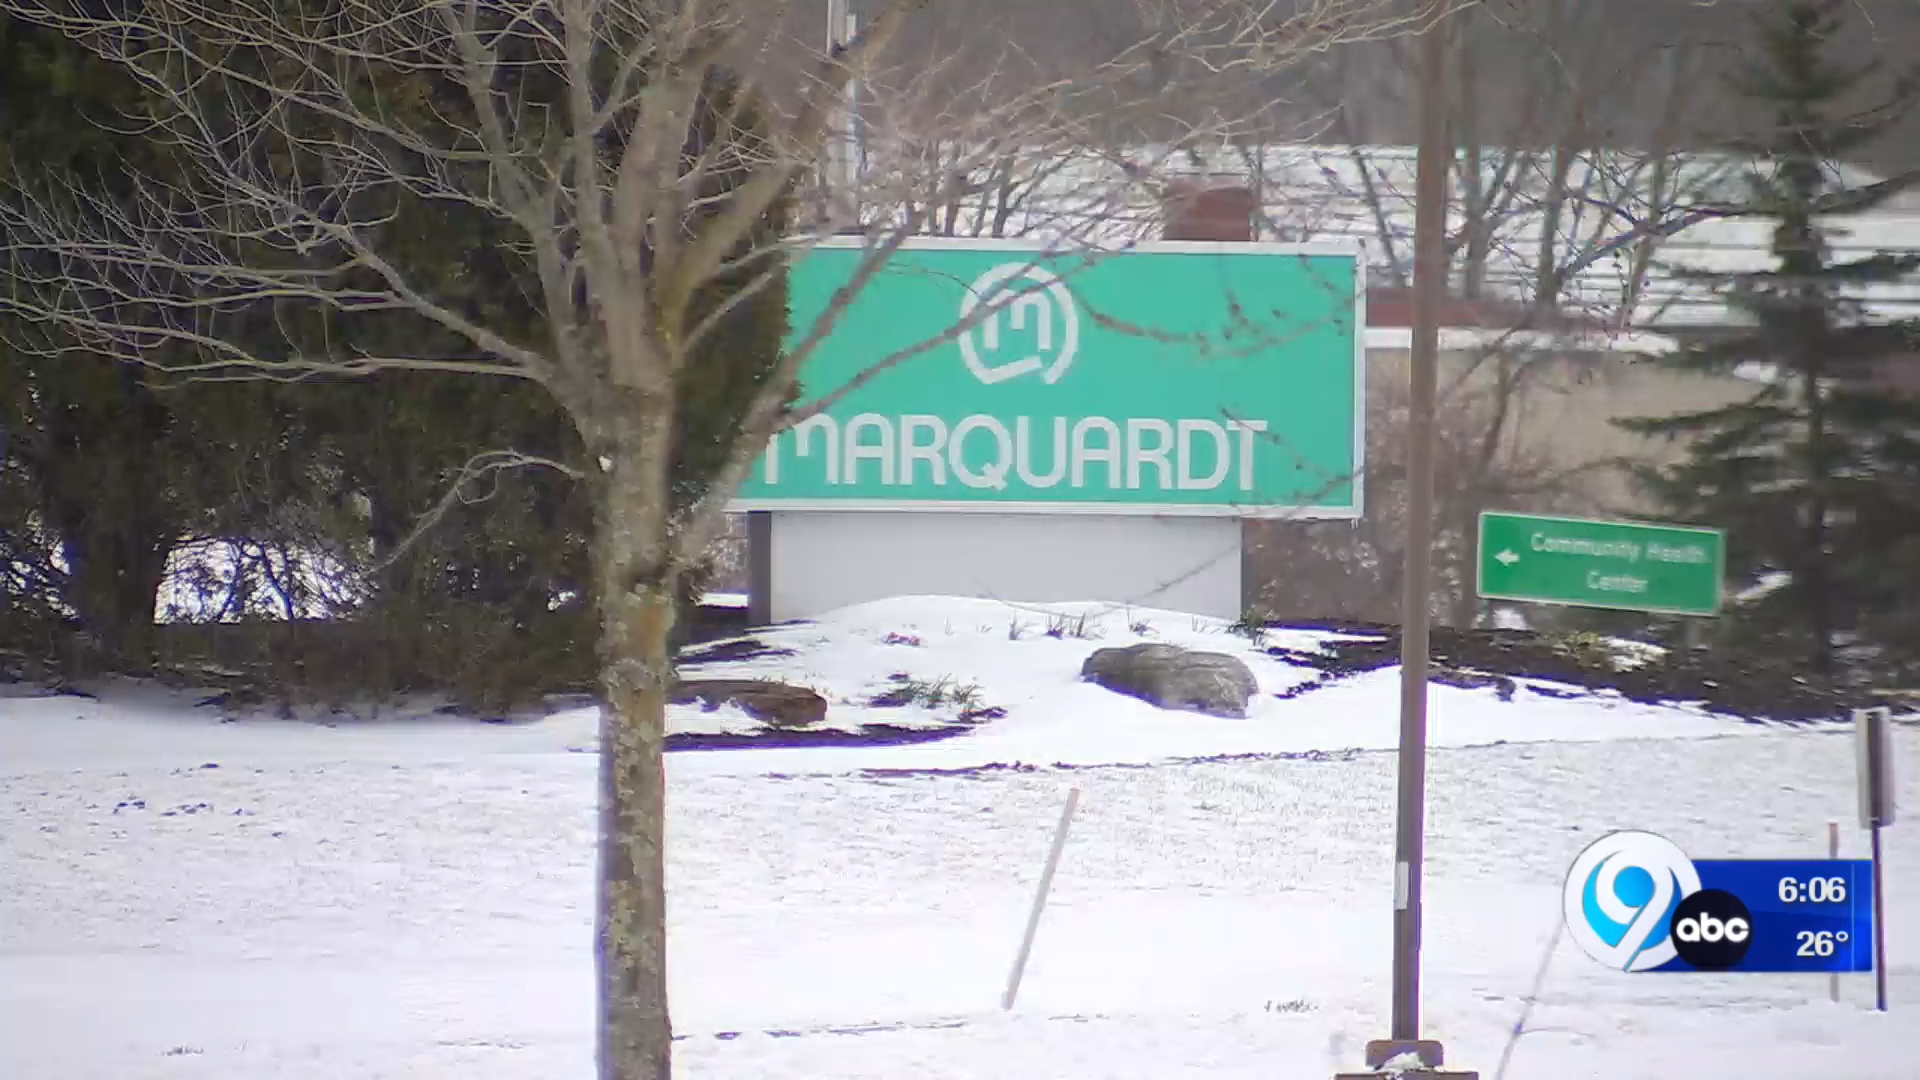 m
MARQUARDT
Community Health
Center
9
abc
6:06
26°